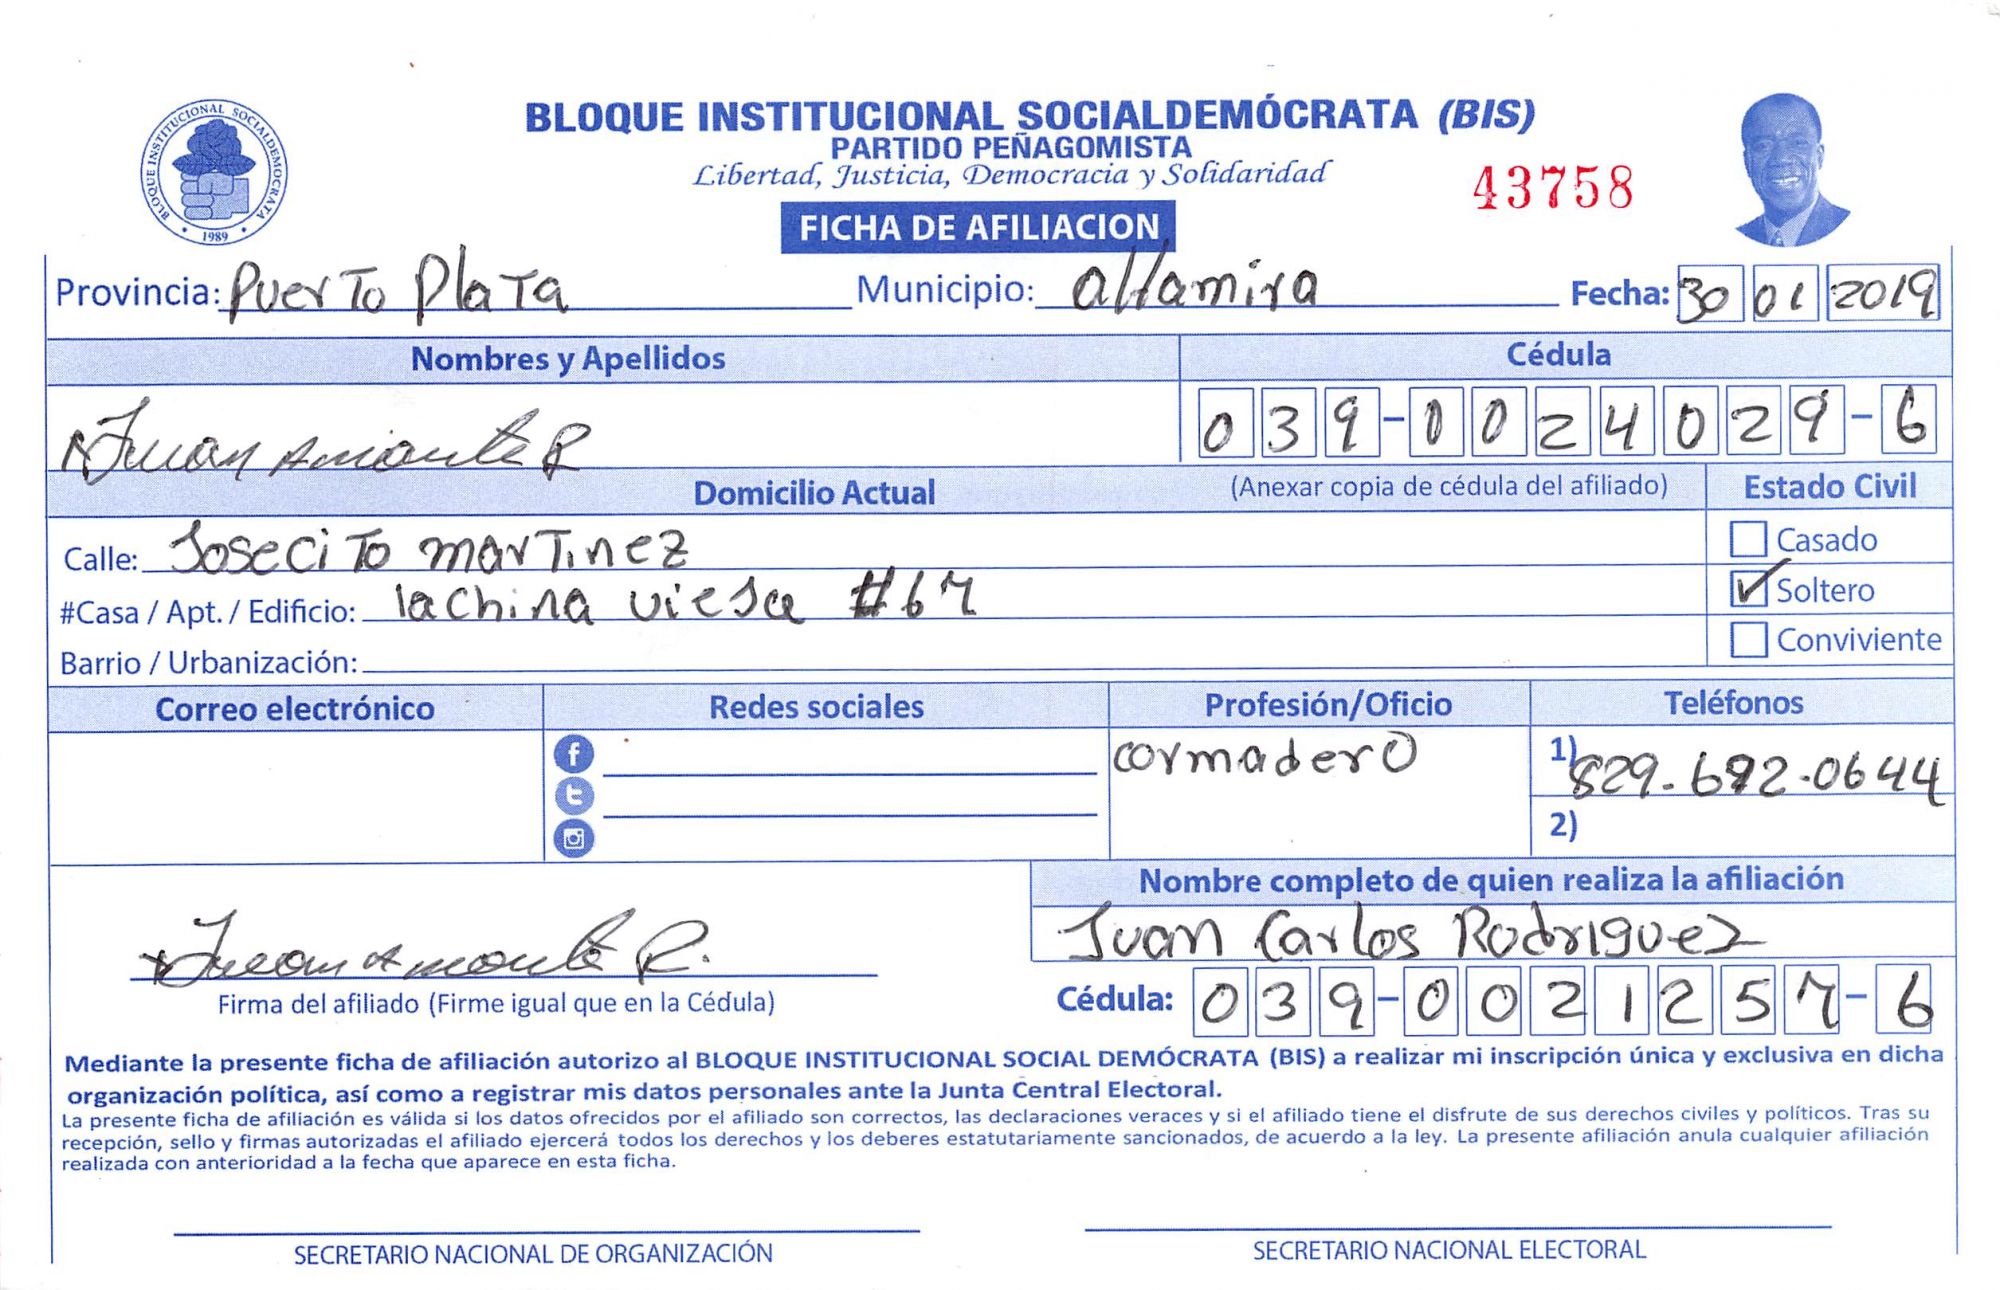 BLOQUE INSTITUCIONAL SOCIALDEMÓCRATA
1989
BLOQUE INSTITUCIONAL SOCIALDEMÓCRATA (BIS)
PARTIDO PEÑAGOMISTA
Libertad, Justicia, Democracia y Solidaridad
43758
FICHA DE AFILIACION
Provincia: Puerto Plata Municipio: altamira Fecha: 30 01 2019
Nombres y Apellidos Cédula
Juan Amonte R 039-0024029-6
Domicilio Actual (Anexar copia de cédula del afiliado) Estado Civil
Calle: Josecito martinez Casado
#Casa / Apt. / Edificio: lachina viesa #67 Soltero
Barrio / Urbanización: Conviviente
Correo electrónico Redes sociales Profesión/Oficio Teléfonos
cormadero 1) 829-692-0644
2)
Nombre completo de quien realiza la afiliación
Juan Carlos Rodriguez
Juan Amonte R.
Firma del afiliado (Firme igual que en la Cédula) Cédula: 039-0021257-6
Mediante la presente ficha de afiliación autorizo al BLOQUE INSTITUCIONAL SOCIAL DEMÓCRATA (BIS) a realizar mi inscripción única y exclusiva en dicha
organización política, así como a registrar mis datos personales ante la Junta Central Electoral.
La presente ficha de afiliación es válida si los datos ofrecidos por el afiliado son correctos, las declaraciones veraces y si el afiliado tiene el disfrute de sus derechos civiles y políticos. Tras su
recepción, sello y firmas autorizadas el afiliado ejercerá todos los derechos y los deberes estatutariamente sancionados, de acuerdo a la ley. La presente afiliación anula cualquier afiliación
realizada con anterioridad a la fecha que aparece en esta ficha.
SECRETARIO NACIONAL DE ORGANIZACIÓN SECRETARIO NACIONAL ELECTORAL